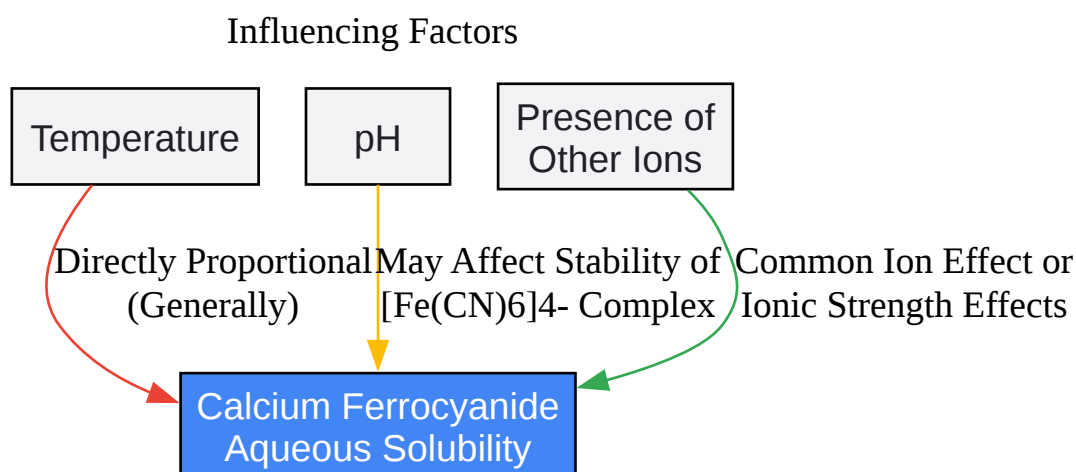 Influencing Factors
Temperature
pH
Presence of
Other Ions
Directly Proportional
(Generally)
May Affect Stability of
[Fe(CN)6]4- Complex
Common Ion Effect or
Ionic Strength Effects
Calcium Ferrocyanide
Aqueous Solubility